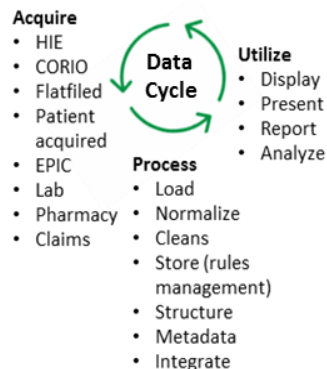 Acquire
• HIE
• CORIO
• Flatfiled
• Patient
acquired
• EPIC
• Lab
• Pharmacy
• Claims
Data
Cycle
Process
• Load
• Normalize
• Cleans
• Store (rules
management)
• Structure
• Metadata
• Integrate
Utilize
• Display
• Present
• Report
• Analyze